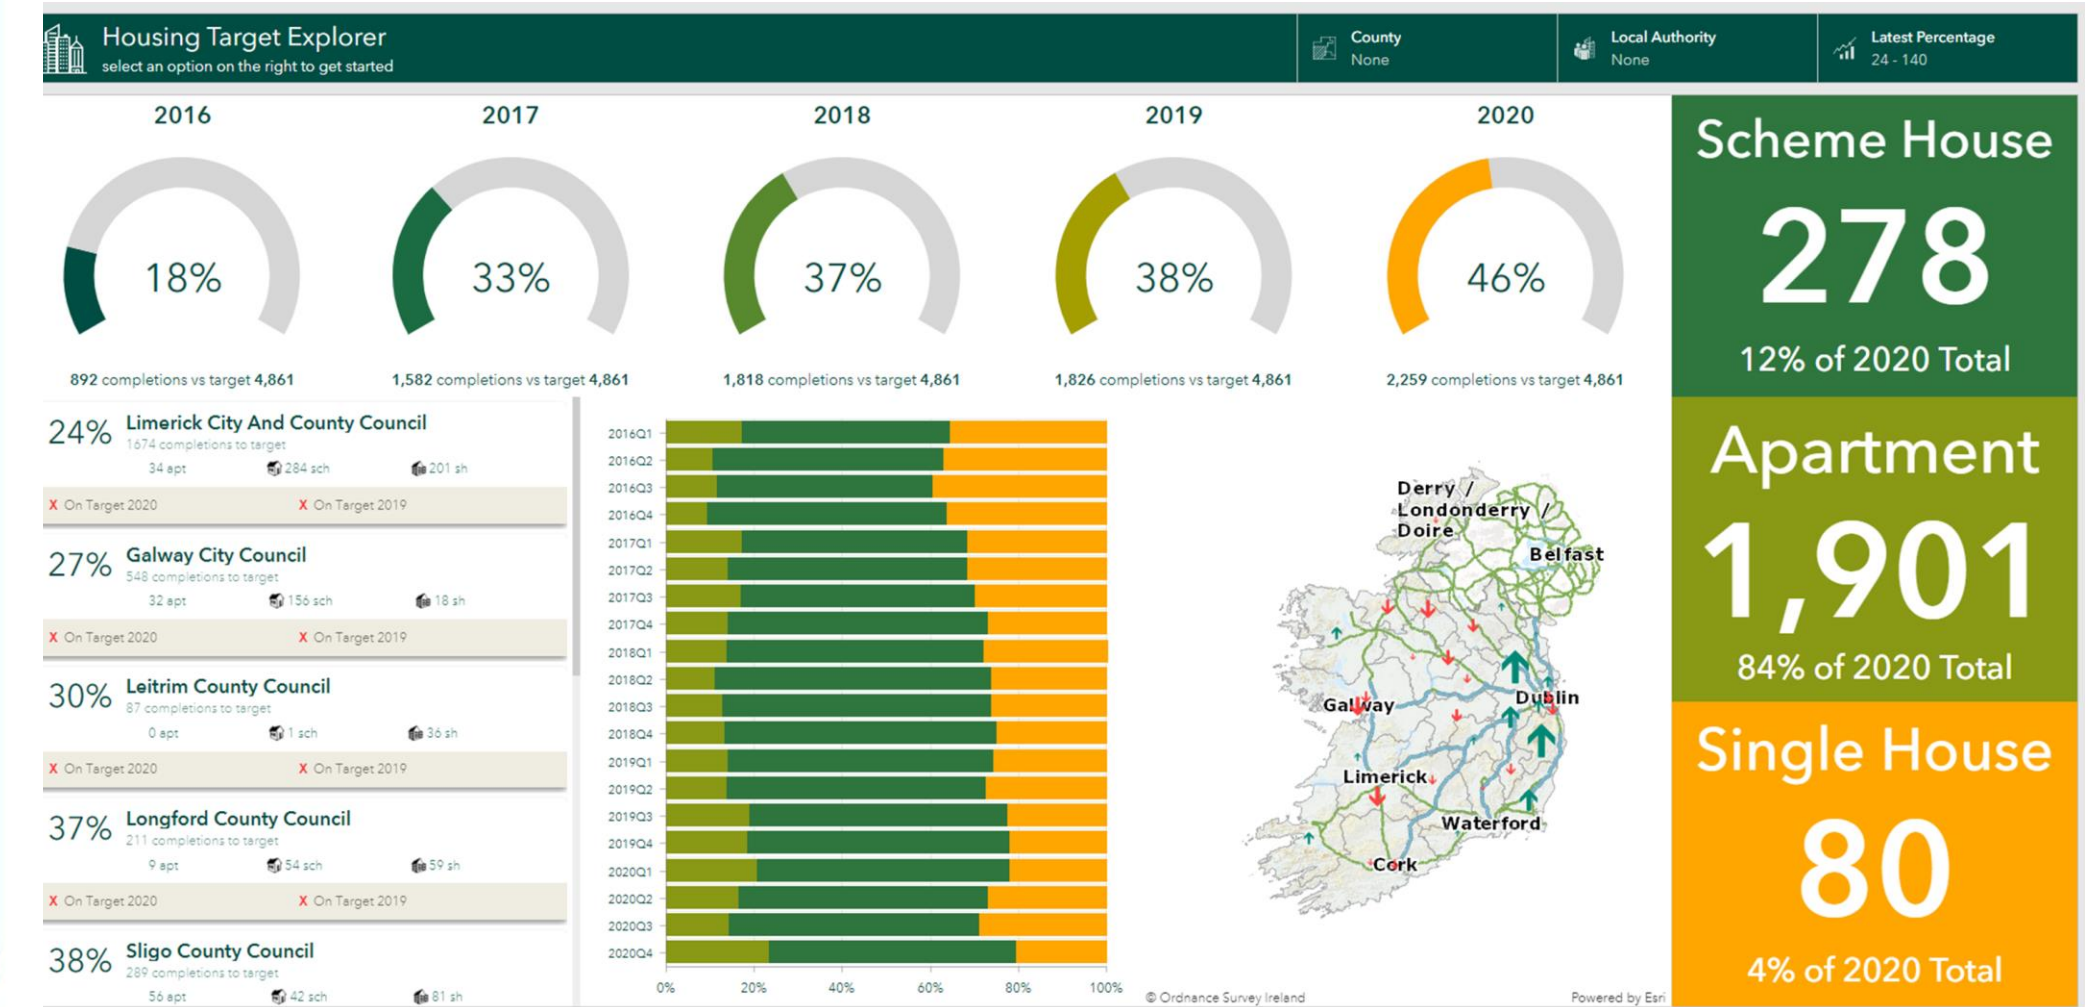 Housing Target Explorer
select an option on the right to get started
County
None
Local Authority
None
Latest Percentage
24 - 140
2016
2017
2018
2019
2020
18%
33%
37%
38%
46%
892 completions vs target 4,861
1,582 completions vs target 4,861
1,818 completions vs target 4,861
1,826 completions vs target 4,861
2,259 completions vs target 4,861
Scheme House
278
12% of 2020 Total
Apartment
1,901
84% of 2020 Total
Single House
80
4% of 2020 Total
24% Limerick City And County Council
1674 completions to target
34 apt 284 sch 201 sh
X On Target 2020 X On Target 2019
27% Galway City Council
548 completions to target
32 apt 156 sch 18 sh
X On Target 2020 X On Target 2019
30% Leitrim County Council
87 completions to target
0 apt 1 sch 36 sh
X On Target 2020 X On Target 2019
37% Longford County Council
211 completions to target
9 apt 54 sch 59 sh
X On Target 2020 X On Target 2019
38% Sligo County Council
289 completions to target
56 apt 42 sch 81 sh
2016Q1
2016Q2
2016Q3
2016Q4
2017Q1
2017Q2
2017Q3
2017Q4
2018Q1
2018Q2
2018Q3
2018Q4
2019Q1
2019Q2
2019Q3
2019Q4
2020Q1
2020Q2
2020Q3
2020Q4
0% 20% 40% 60% 80% 100%
Derry /
Londonderry /
Doire
Belfast
Dublin
Galway
Limerick
Waterford
Cork
© Ordnance Survey Ireland
Powered by Esri